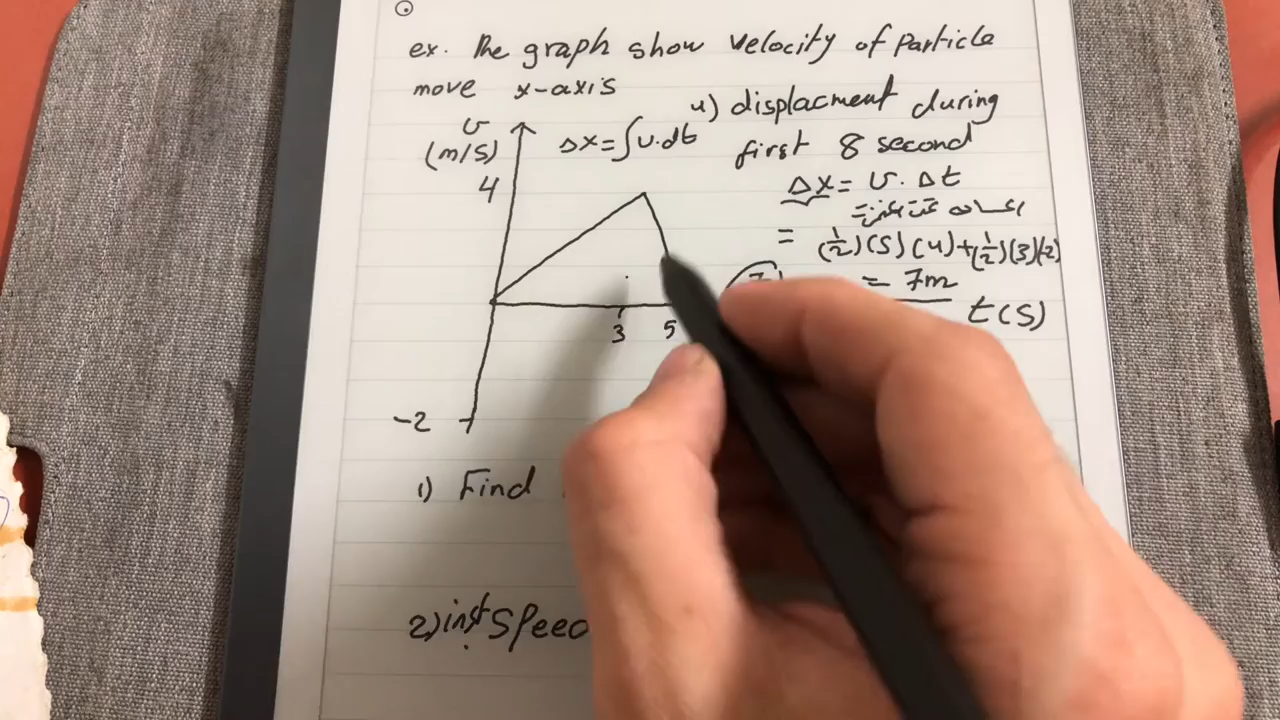 ex. The graph show velocity of particle
move x-axis
4) displacment during
first 8 second
v
(m/s)
Δx=∫v.dt
4
Δx= v. Δt
= (1/2)(5)(4)+(1/2)(3)(-2)
= 7m
t(s)
3
5
-2
1) Find
2) inst speed